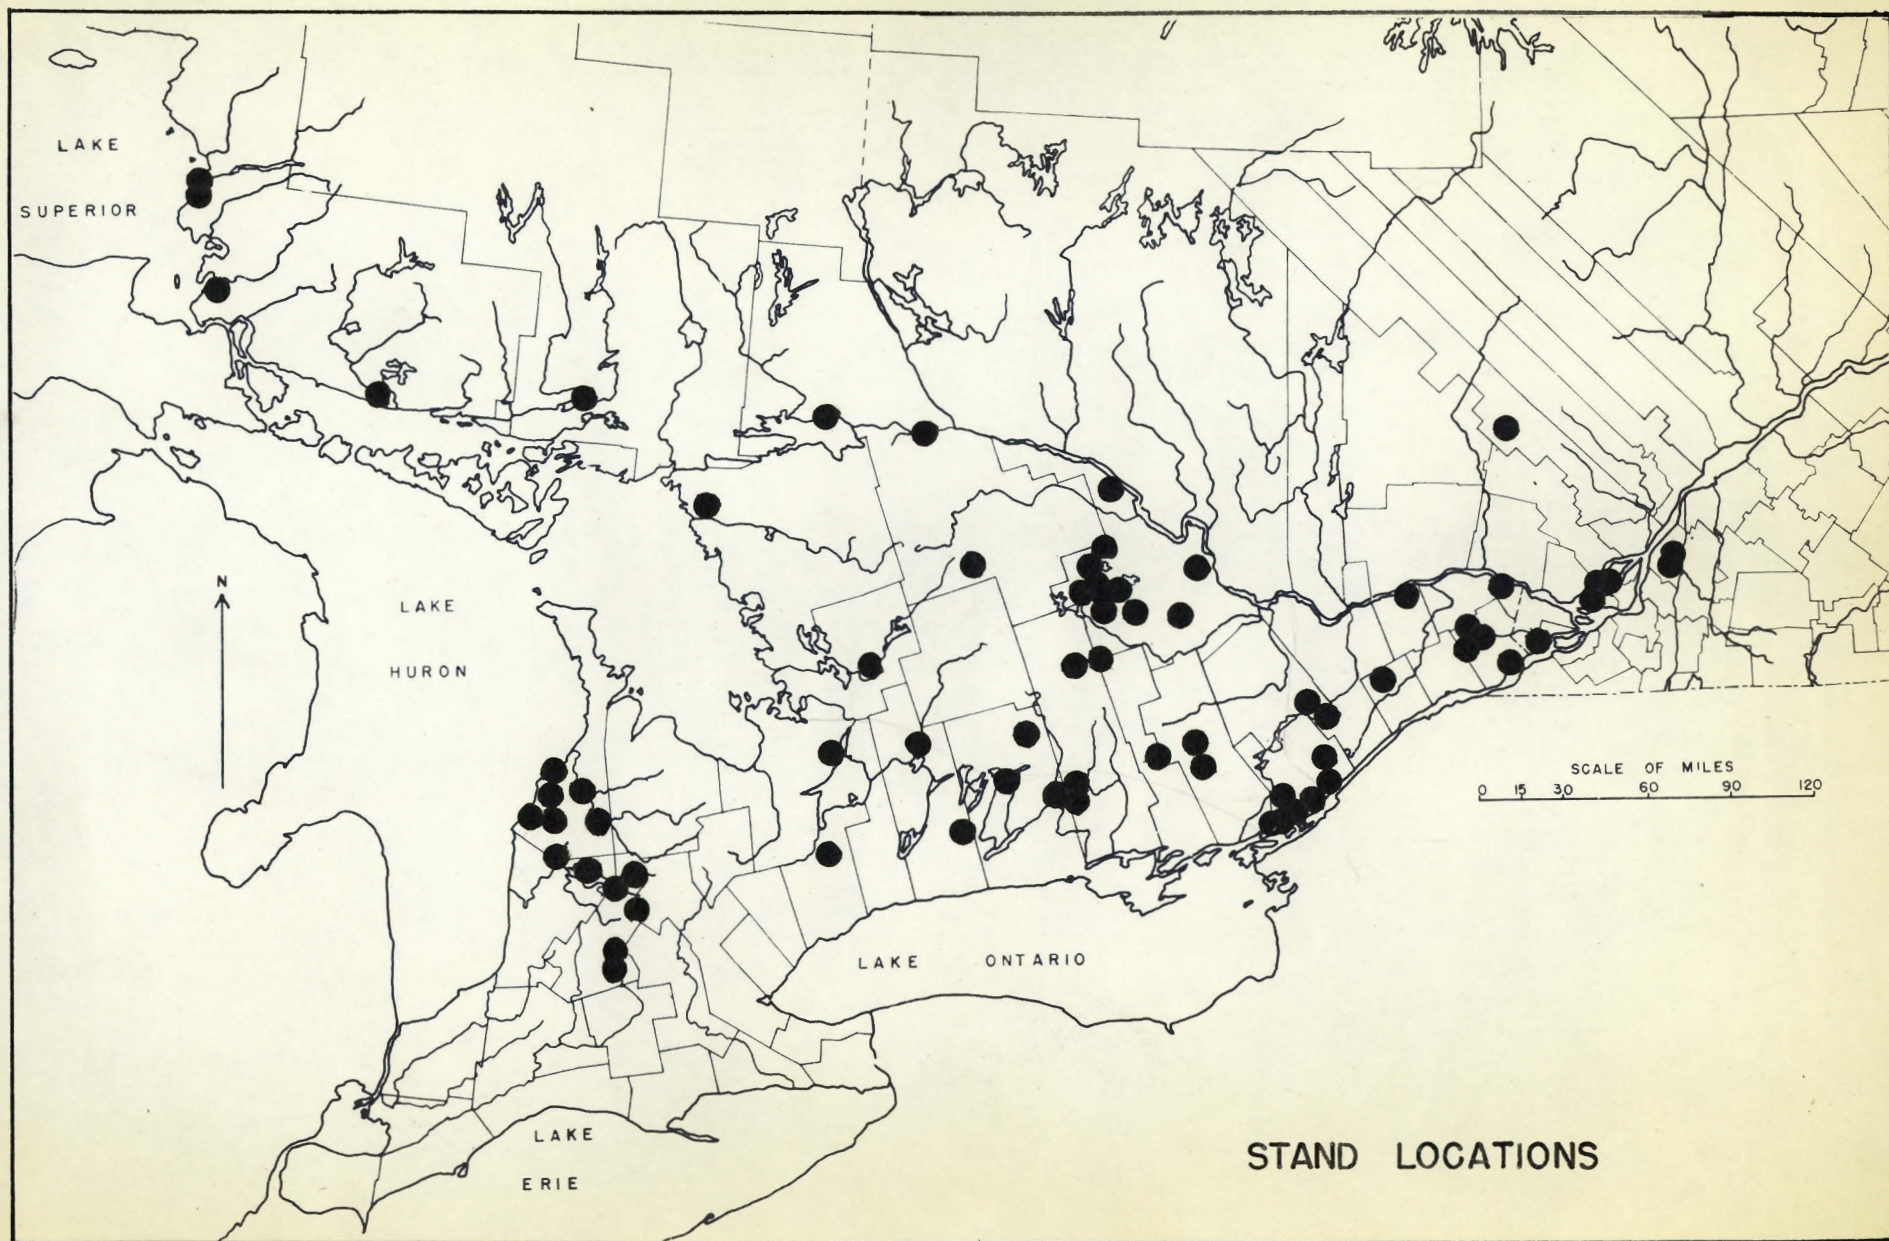 LAKE
SUPERIOR
N
LAKE
HURON
SCALE OF MILES
0 15 30 60 90 120
LAKE ONTARIO
LAKE
ERIE
STAND LOCATIONS